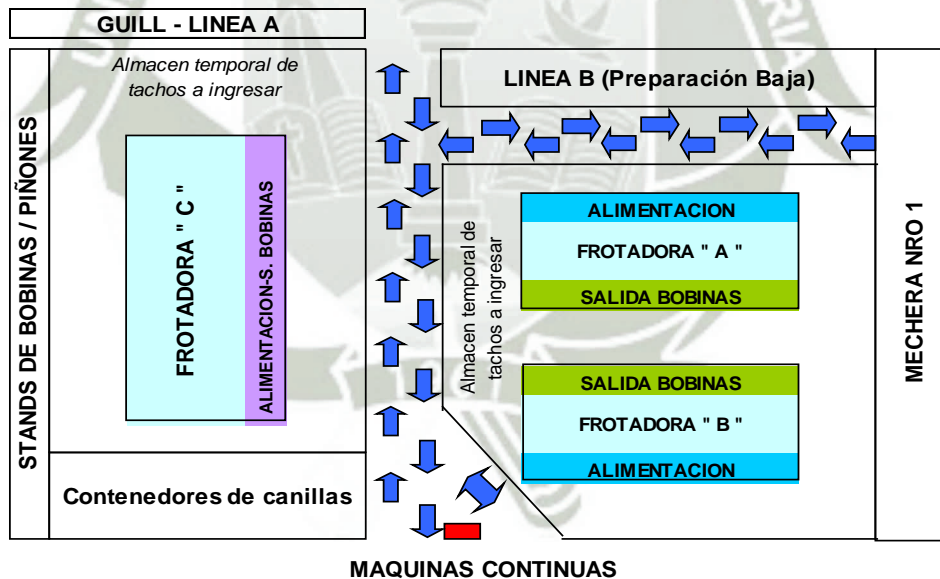 GUILL - LINEA A
Almacen temporal de
tachos a ingresar
STANDS DE BOBINAS / PIÑONES
FROTADORA " C "
ALIMENTACION-S. BOBINAS
Contenedores de canillas
LINEA B (Preparación Baja)
Almacen temporal de
tachos a ingresar
ALIMENTACION
FROTADORA " A "
SALIDA BOBINAS
SALIDA BOBINAS
FROTADORA " B "
ALIMENTACION
MECHERA NRO 1
MAQUINAS CONTINUAS